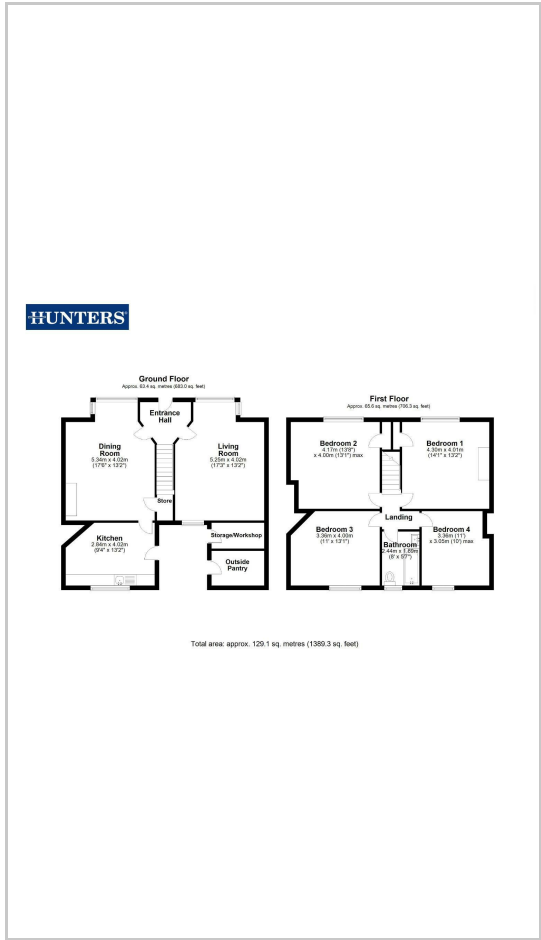 HUNTERS
Ground Floor
Approx. 63.4 sq. metres (683.0 sq. feet)
Entrance
Hall
Dining
Room
5.34m x 4.02m
(17'6" x 13'2")
Living
Room
5.25m x 4.02m
(17'3" x 13'2")
Store
Kitchen
2.84m x 4.02m
(9'4" x 13'2")
Storage/Workshop
Outside
Pantry
First Floor
Approx. 65.6 sq. metres (706.3 sq. feet)
Bedroom 2
4.17m (13'8")
x 4.00m (13'1") max
Bedroom 1
4.30m x 4.01m
(14'1" x 13'2")
Landing
Bedroom 3
3.36m x 4.00m
(11' x 13'1")
Bathroom
2.44m x 1.69m
(8' x 5'7")
Bedroom 4
3.36m (11')
x 3.05m (10') max
Total area: approx. 129.1 sq. metres (1389.3 sq. feet)